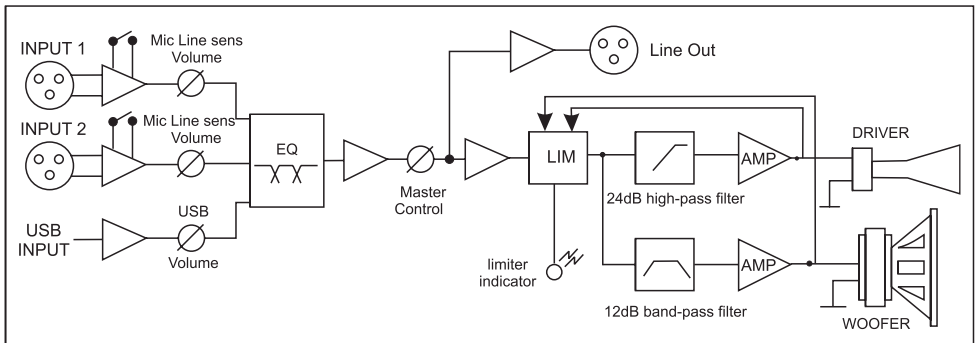 INPUT 1
Mic Line sens
Volume
INPUT 2
Mic Line sens
Volume
USB
INPUT
USB
Volume
EQ
Master
Control
Line Out
LIM
limiter
indicator
24dB high-pass filter
AMP
DRIVER
12dB band-pass filter
AMP
WOOFER